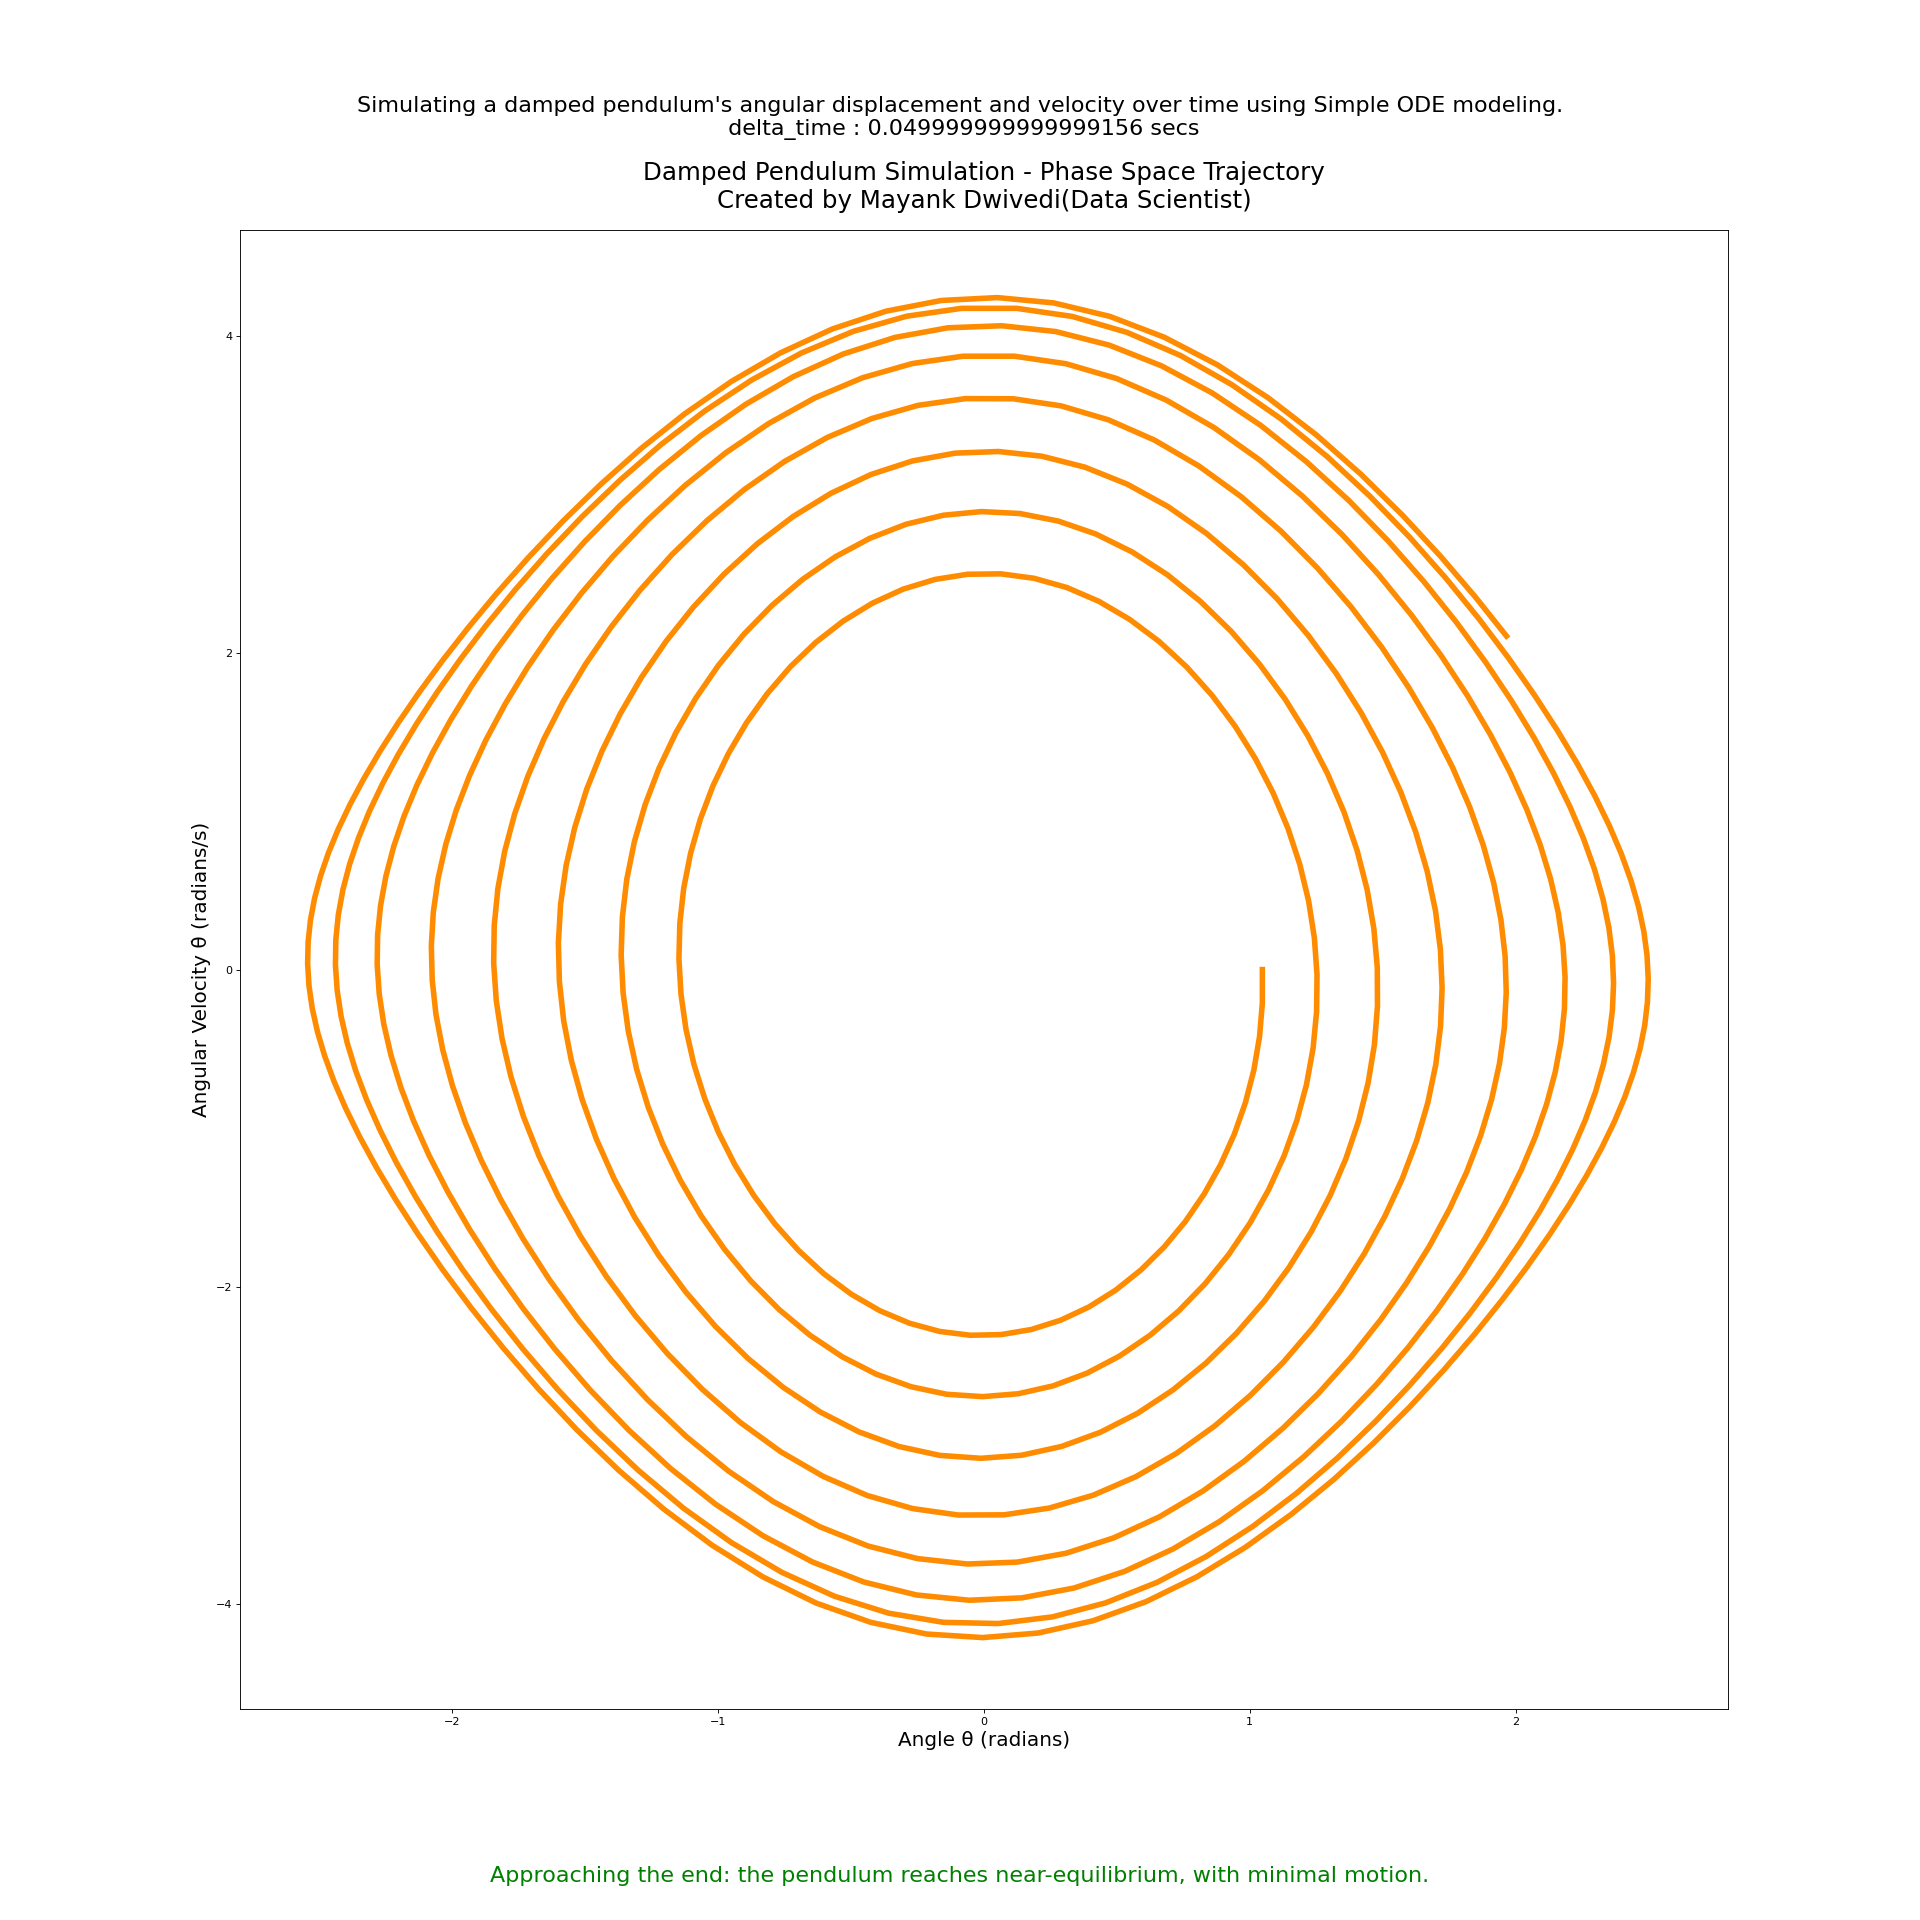 Simulating a damped pendulum's angular displacement and velocity over time using Simple ODE modeling.
delta_time : 0.049999999999999156 secs
Damped Pendulum Simulation - Phase Space Trajectory
Created by Mayank Dwivedi(Data Scientist)
Angular Velocity θ (radians/s)
4
2
0
−2
−4
−2
−1
0
1
2
Angle θ (radians)
Approaching the end: the pendulum reaches near-equilibrium, with minimal motion.